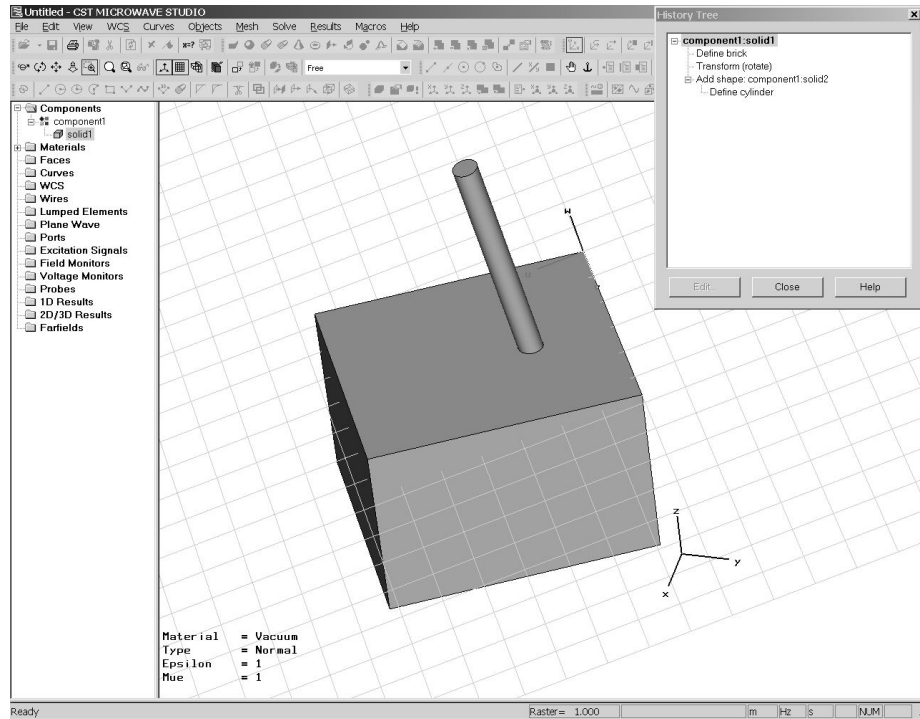 Untitled - CST MICROWAVE STUDIO
File Edit View WCS Curves Objects Mesh Solve Results Macros Help
x=?
Free
Components
component1
solid1
Materials
Faces
Curves
WCS
Wires
Lumped Elements
Plane Wave
Ports
Excitation Signals
Field Monitors
Voltage Monitors
Probes
1D Results
2D/3D Results
Farfields
w
z
y
x
Material = Vacuum
Type = Normal
Epsilon = 1
Mue = 1
History Tree
component1:solid1
Define brick
Transform (rotate)
Add shape: component1:solid2
Define cylinder
Edit... Close Help
Ready Raster= 1.000 m Hz s NUM